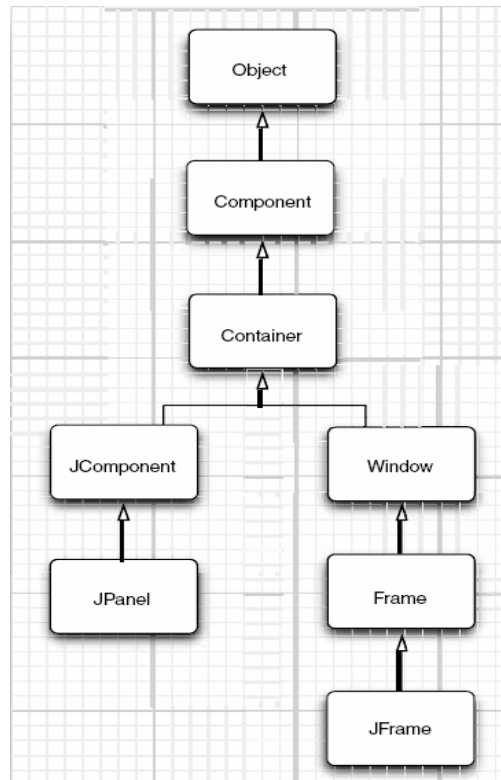 Object
Component
Container
JComponent
Window
JPanel
Frame
JFrame